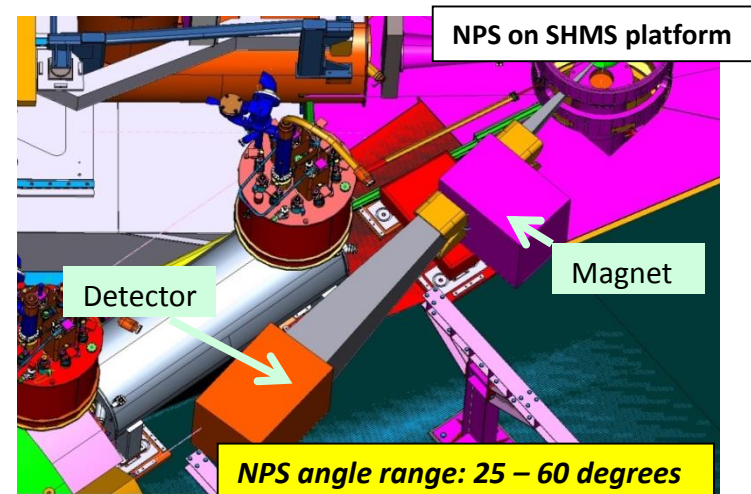 NPS on SHMS platform
Magnet
Detector
NPS angle range: 25 – 60 degrees